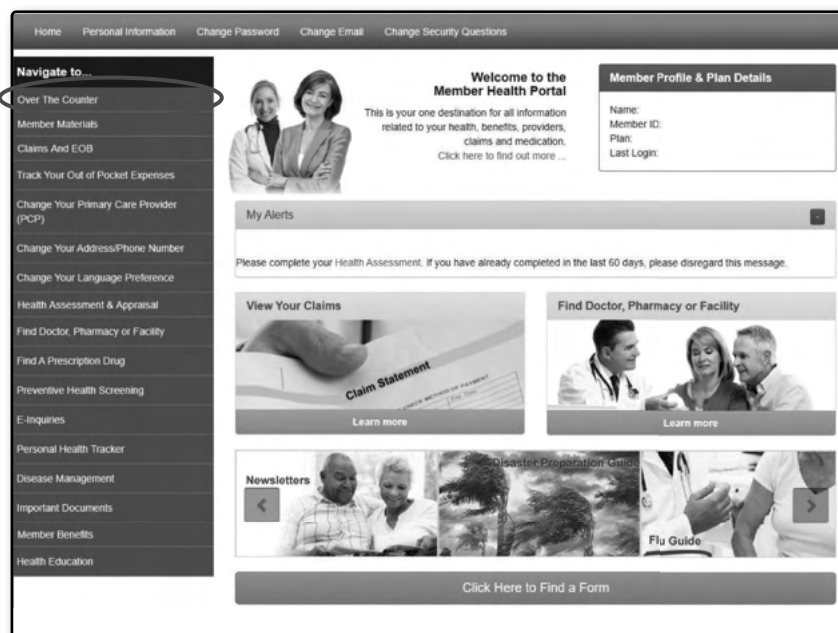 Home Personal Information Change Password Change Email Change Security Questions
Navigate to...
Over The Counter
Member Materials
Claims And EOB
Track Your Out of Pocket Expenses
Change Your Primary Care Provider
(PCP)
Change Your Address/Phone Number
Change Your Language Preference
Health Assessment & Appraisal
Find Doctor, Pharmacy or Facility
Find A Prescription Drug
Preventive Health Screening
E-Inquiries
Personal Health Tracker
Disease Management
Important Documents
Member Benefits
Health Education
Welcome to the
Member Health Portal
This is your one destination for all information
related to your health, benefits, providers,
claims and medication.
Click here to find out more ...
Member Profile & Plan Details
Name:
Member ID:
Plan:
Last Login:
My Alerts
-
Please complete your Health Assessment. If you have already completed in the last 60 days, please disregard this message.
View Your Claims
Claim Statement
CHECK METHOD OF PAYMENT
Learn more
Find Doctor, Pharmacy or Facility
Learn more
Newsletters
Disaster Preparation Guide
Flu Guide
Click Here to Find a Form